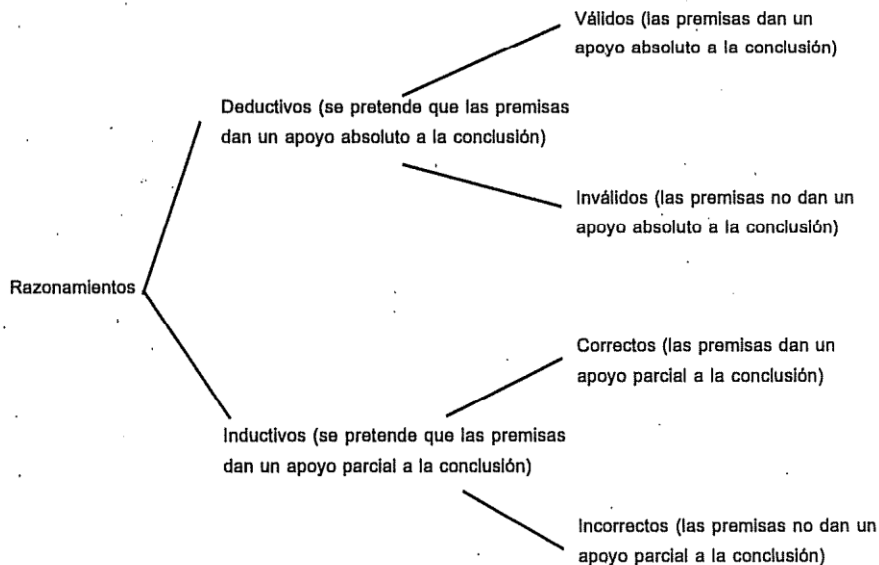 Válidos (las premisas dan un
apoyo absoluto a la conclusión)
Deductivos (se pretende que las premisas
dan un apoyo absoluto a la conclusión)
Inválidos (las premisas no dan un
apoyo absoluto a la conclusión)
Razonamientos
Correctos (las premisas dan un
apoyo parcial a la conclusión)
Inductivos (se pretende que las premisas
dan un apoyo parcial a la conclusión)
Incorrectos (las premisas no dan un
apoyo parcial a la conclusión)